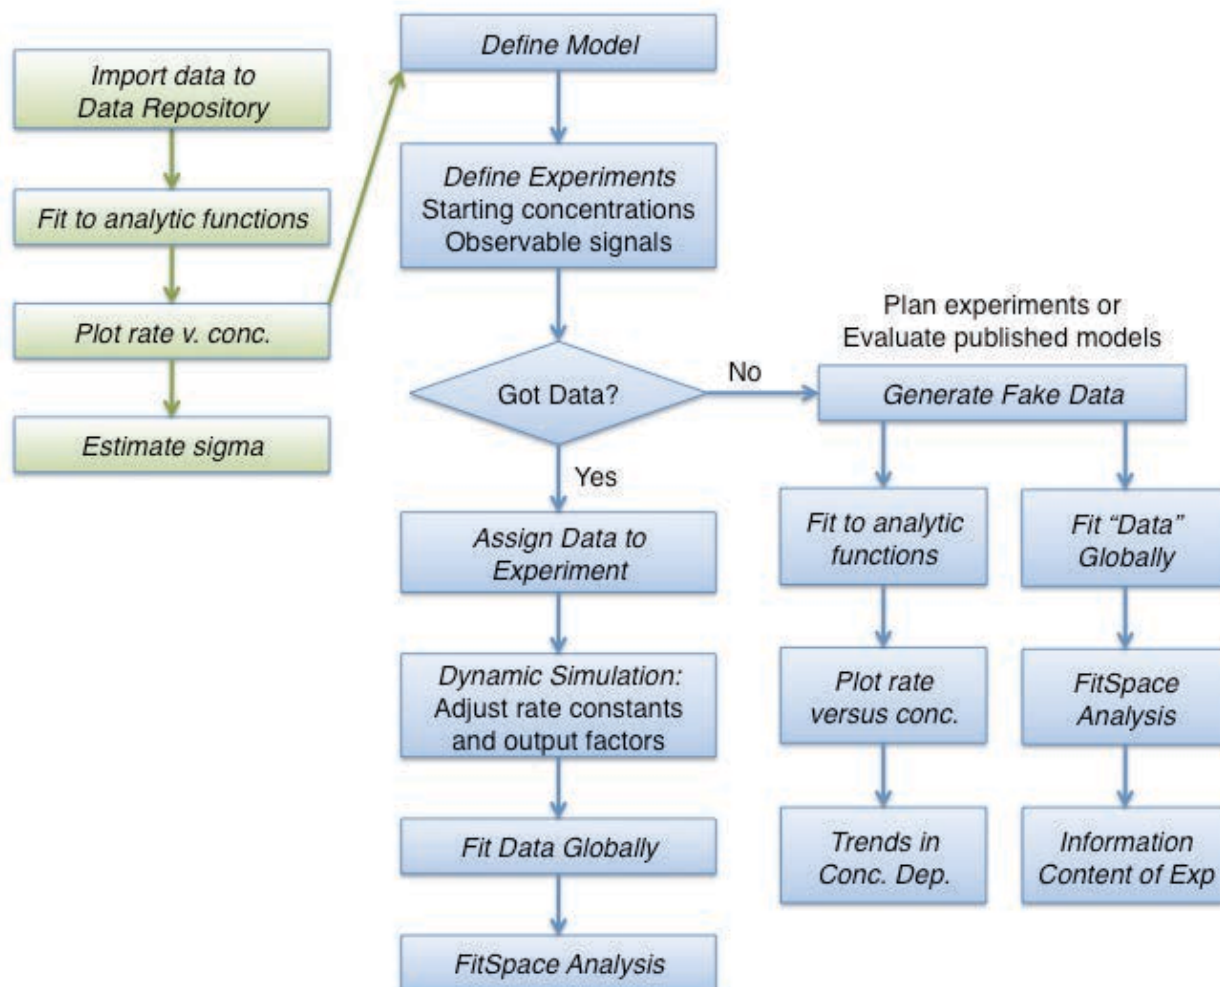 Import data to
Data Repository
Fit to analytic functions
Plot rate v. conc.
Estimate sigma
Define Model
Define Experiments
Starting concentrations
Observable signals
Got Data?
No
Yes
Assign Data to
Experiment
Dynamic Simulation:
Adjust rate constants
and output factors
Fit Data Globally
FitSpace Analysis
Plan experiments or
Evaluate published models
Generate Fake Data
Fit to analytic
functions
Plot rate
versus conc.
Trends in
Conc. Dep.
Fit “Data”
Globally
FitSpace
Analysis
Information
Content of Exp